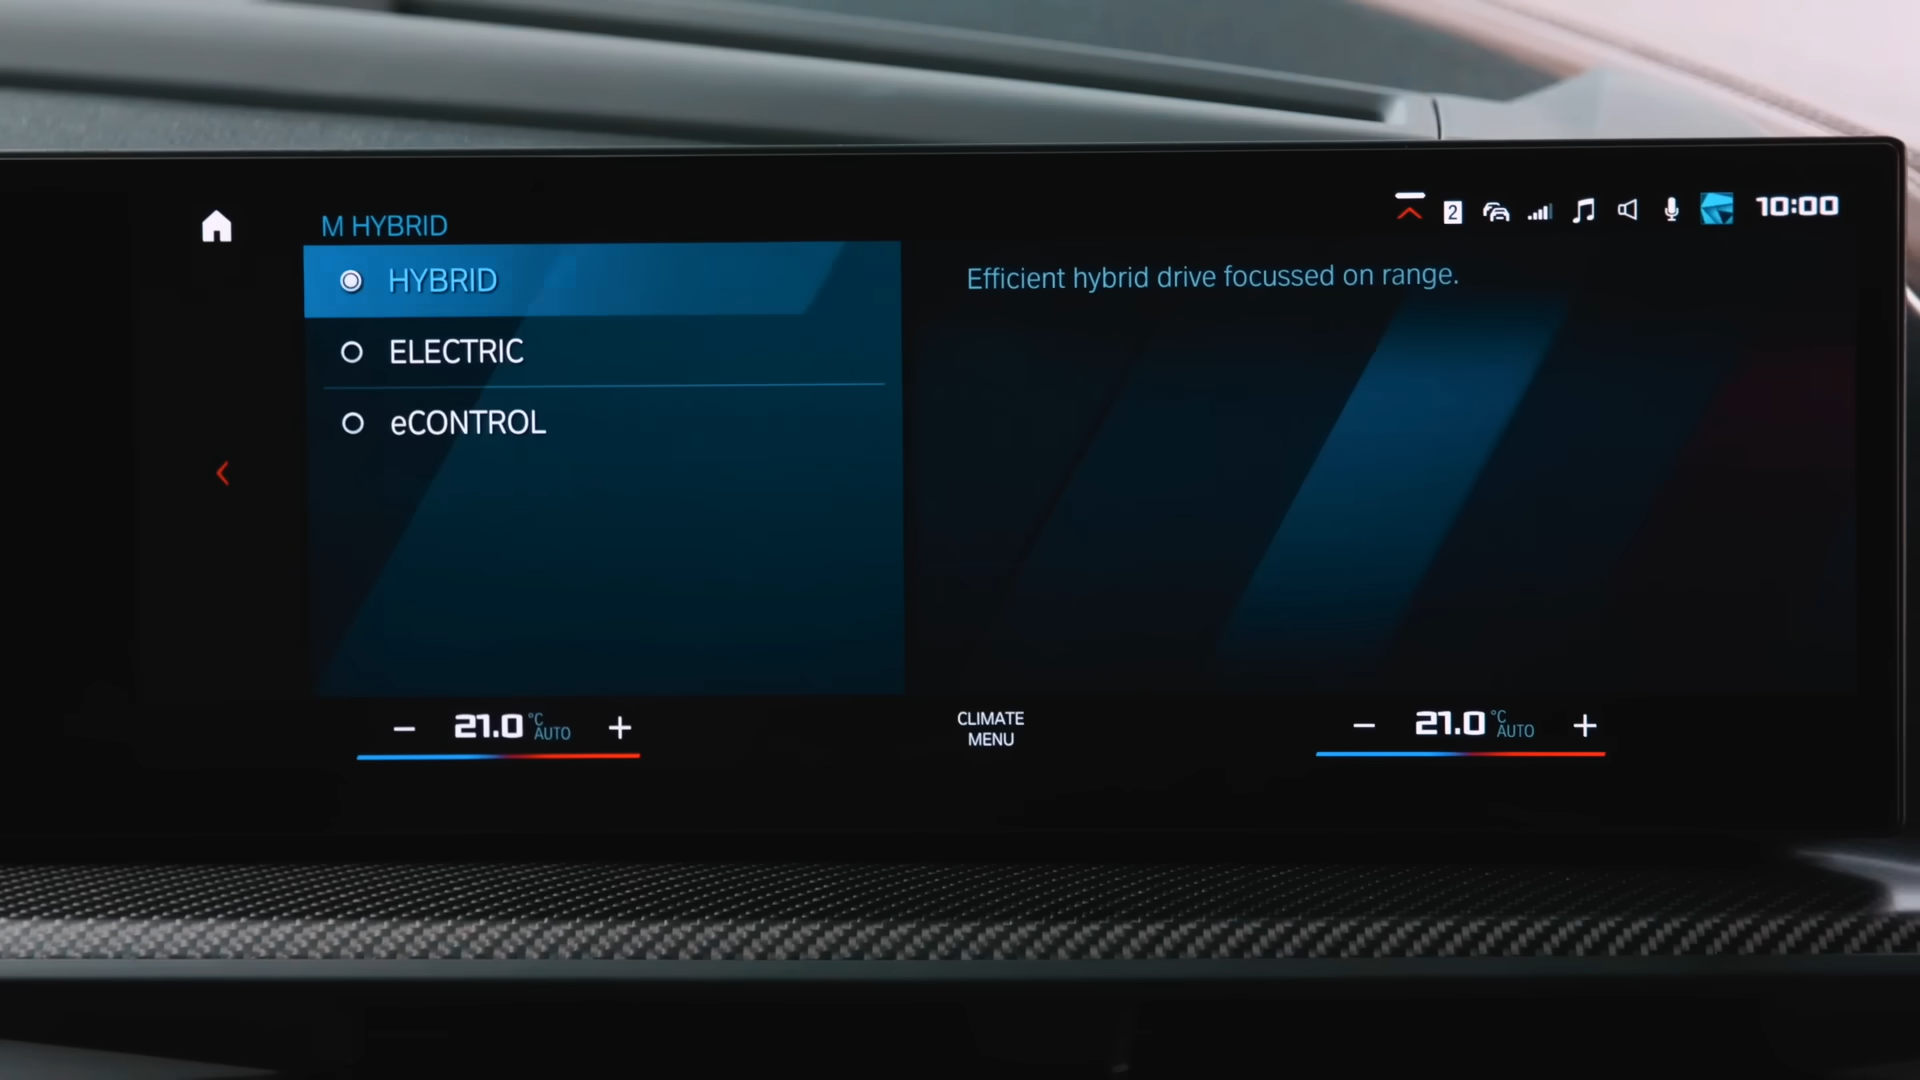 M HYBRID
2
10:00
HYBRID
Efficient hybrid drive focussed on range.
ELECTRIC
eCONTROL
- 21.0 °C AUTO +
CLIMATE
MENU
- 21.0 °C AUTO +